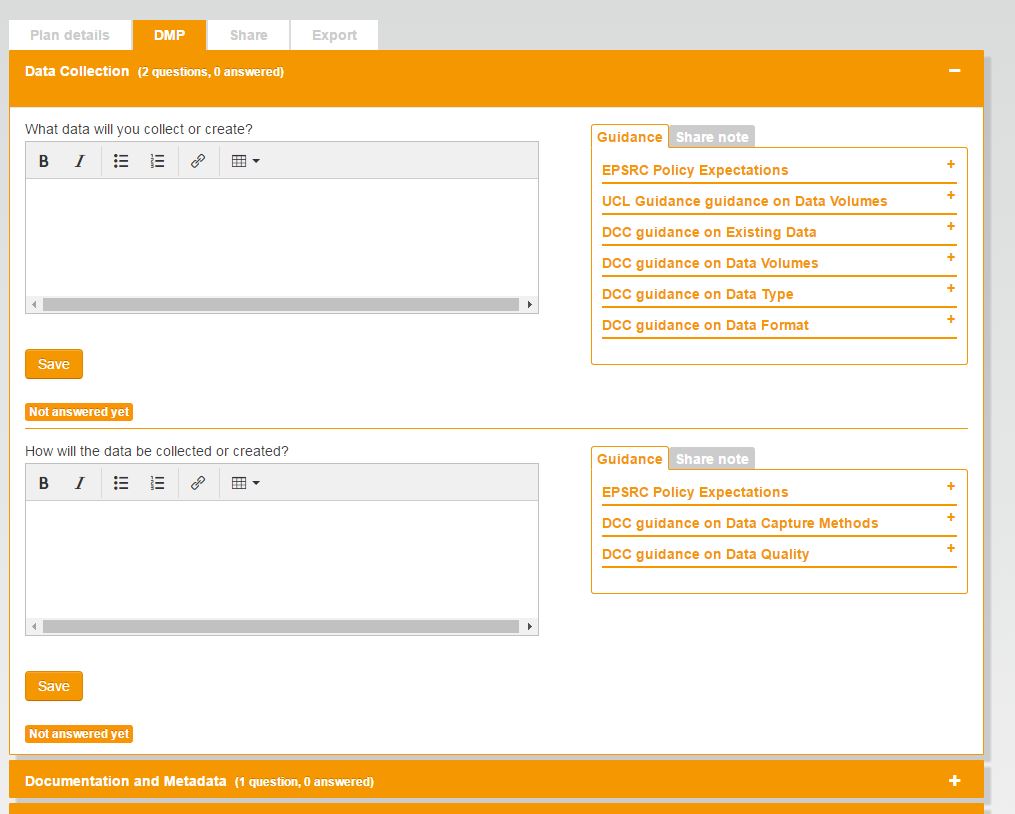 Plan details
DMP
Share
Export
Data Collection (2 questions, 0 answered)
What data will you collect or create?
B I
Guidance
Share note
EPSRC Policy Expectations
UCL Guidance guidance on Data Volumes
DCC guidance on Existing Data
DCC guidance on Data Volumes
DCC guidance on Data Type
DCC guidance on Data Format
Save
Not answered yet
How will the data be collected or created?
B I
Guidance
Share note
EPSRC Policy Expectations
DCC guidance on Data Capture Methods
DCC guidance on Data Quality
Save
Not answered yet
Documentation and Metadata (1 question, 0 answered)